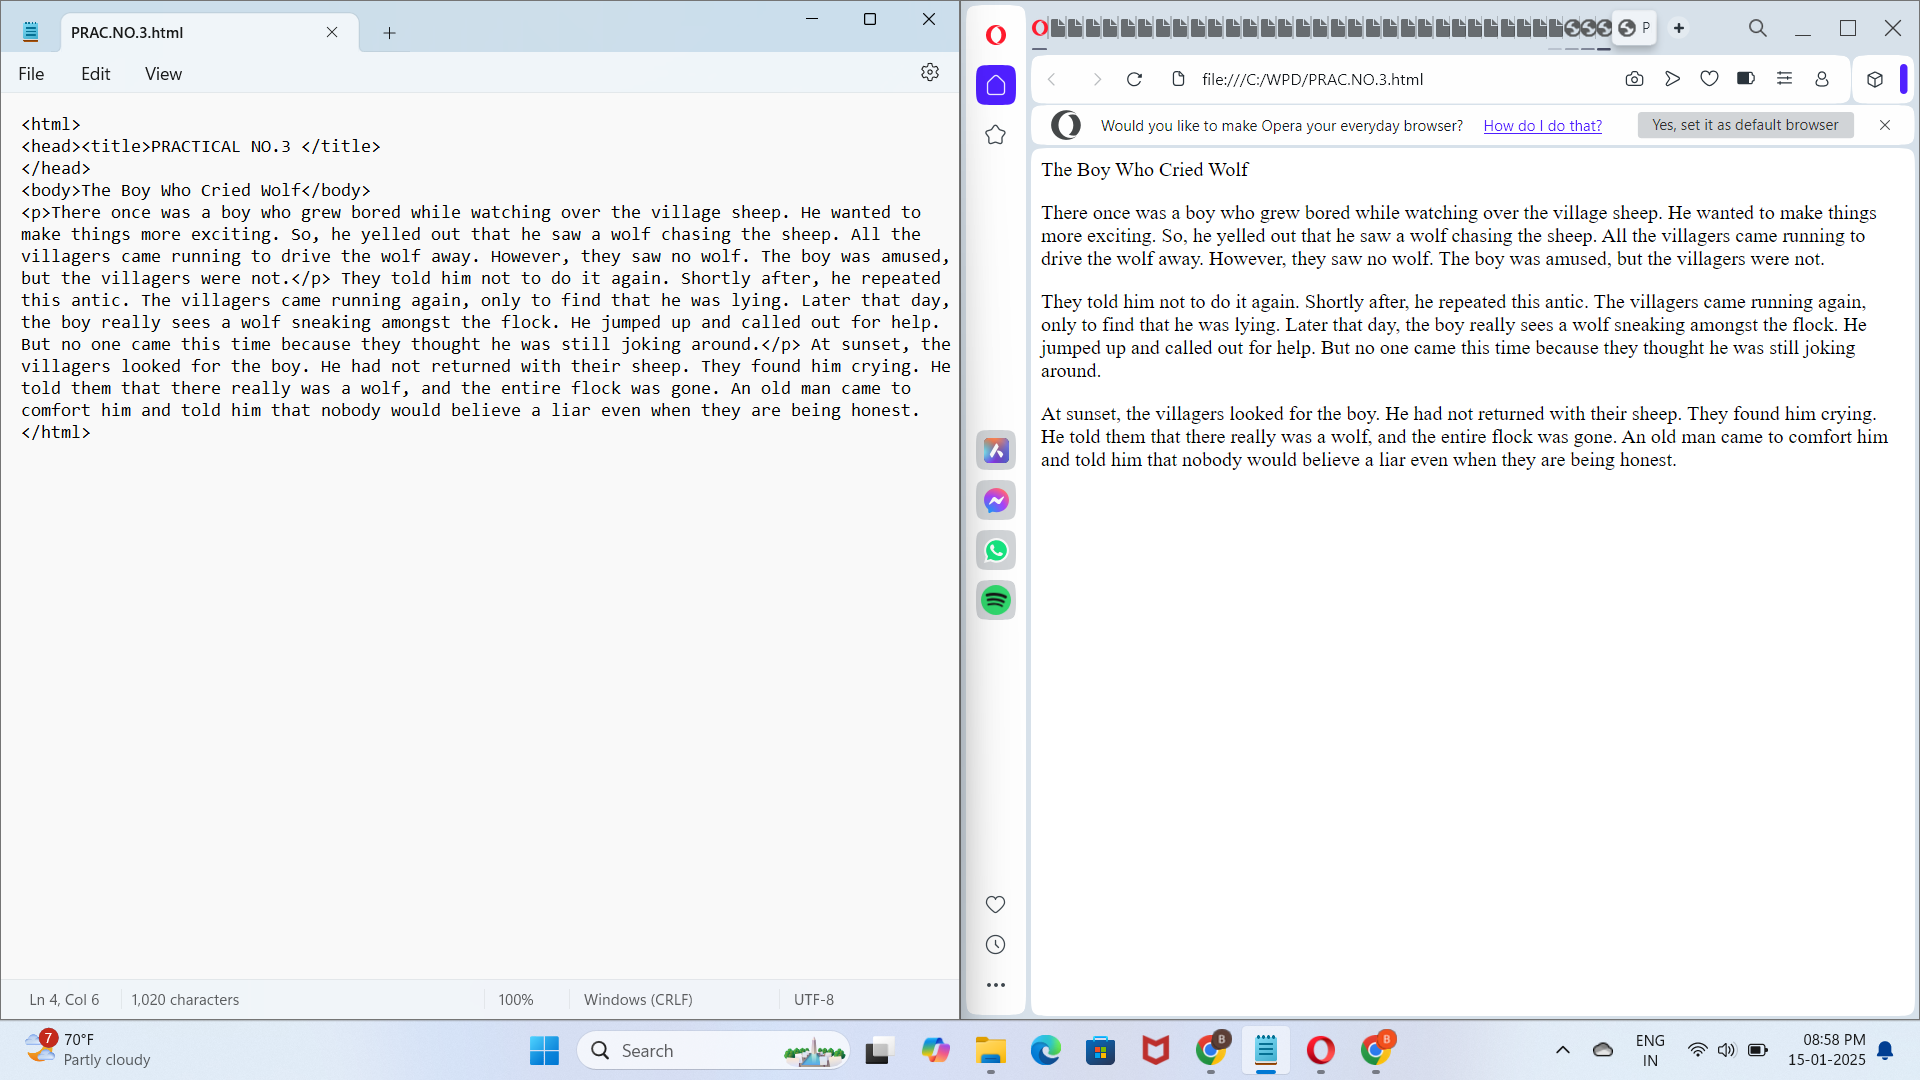 PRAC.NO.3.html
File Edit View
<html>
<head><title>PRACTICAL NO.3 </title>
</head>
<body>The Boy Who Cried Wolf</body>
<p>There once was a boy who grew bored while watching over the village sheep. He wanted to
make things more exciting. So, he yelled out that he saw a wolf chasing the sheep. All the
villagers came running to drive the wolf away. However, they saw no wolf. The boy was amused,
but the villagers were not.</p> They told him not to do it again. Shortly after, he repeated
this antic. The villagers came running again, only to find that he was lying. Later that day,
the boy really sees a wolf sneaking amongst the flock. He jumped up and called out for help.
But no one came this time because they thought he was still joking around.</p> At sunset, the
villagers looked for the boy. He had not returned with their sheep. They found him crying. He
told them that there really was a wolf, and the entire flock was gone. An old man came to
comfort him and told him that nobody would believe a liar even when they are being honest.
</html>
Ln 4, Col 6 1,020 characters 100% Windows (CRLF) UTF-8
P
file:///C:/WPD/PRAC.NO.3.html
Would you like to make Opera your everyday browser? How do I do that? Yes, set it as default browser
The Boy Who Cried Wolf
There once was a boy who grew bored while watching over the village sheep. He wanted to make things
more exciting. So, he yelled out that he saw a wolf chasing the sheep. All the villagers came running to
drive the wolf away. However, they saw no wolf. The boy was amused, but the villagers were not.
They told him not to do it again. Shortly after, he repeated this antic. The villagers came running again,
only to find that he was lying. Later that day, the boy really sees a wolf sneaking amongst the flock. He
jumped up and called out for help. But no one came this time because they thought he was still joking
around.
At sunset, the villagers looked for the boy. He had not returned with their sheep. They found him crying.
He told them that there really was a wolf, and the entire flock was gone. An old man came to comfort him
and told him that nobody would believe a liar even when they are being honest.
7
70°F
Partly cloudy
Search
B
B
ENG
IN
08:58 PM
15-01-2025